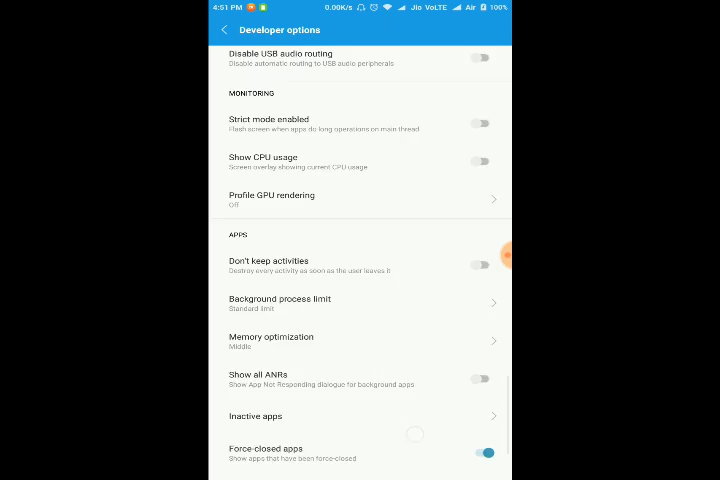 4:51 PM 0.00K/s Jio VoLTE Air 100%
Developer options
Disable USB audio routing
Disable automatic routing to USB audio peripherals
MONITORING
Strict mode enabled
Flash screen when apps do long operations on main thread
Show CPU usage
Screen overlay showing current CPU usage
Profile GPU rendering
Off
APPS
Don't keep activities
Destroy every activity as soon as the user leaves it
Background process limit
Standard limit
Memory optimization
Middle
Show all ANRs
Show App Not Responding dialogue for background apps
Inactive apps
Force-closed apps
Show apps that have been force-closed